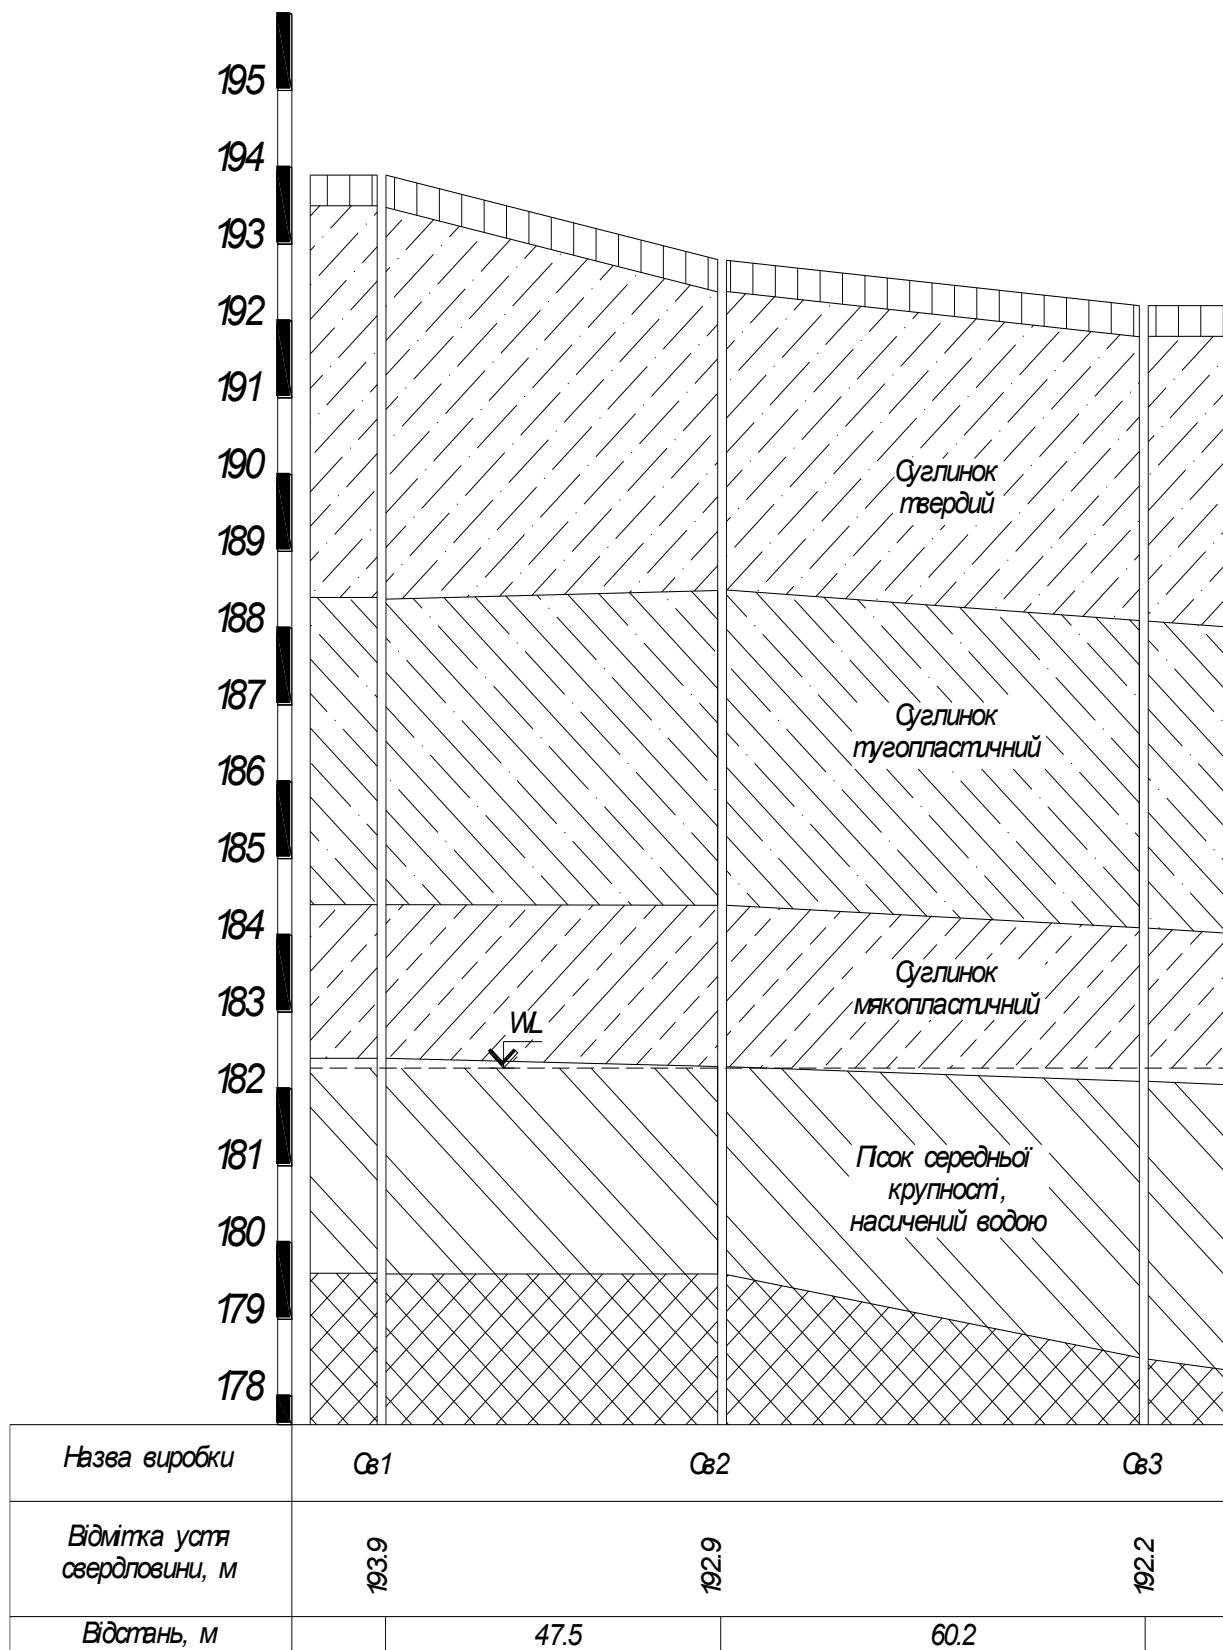 195
194
193
192
191
190
189
188
187
186
185
184
183
182
181
180
179
178
Суглинок
твердий
Суглинок
тугопластичний
Суглинок
мякопластичний
WL
Пісок середньої
крупності,
насичений водою
Назва виробки Св1 Св2 Св3
Відмітка устя
свердловини, м
193.9 192.9 192.2
Відстань, м 47.5 60.2